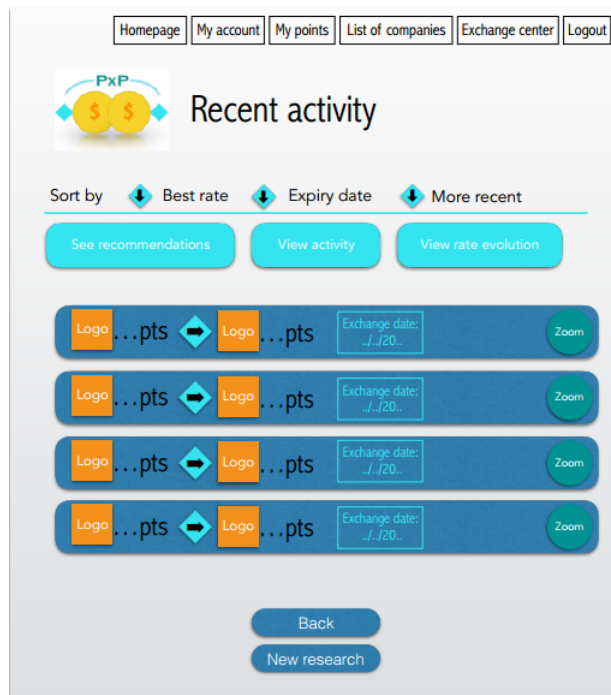 Homepage My account My points List of companies Exchange center Logout
PxP
$ $
Recent activity
Sort by Best rate Expiry date More recent
See recommendations View activity View rate evolution
Logo ...pts Logo ...pts Exchange date: Zoom
../../20..
Logo ...pts Logo ...pts Exchange date: Zoom
../../20..
Logo ...pts Logo ...pts Exchange date: Zoom
../../20..
Logo ...pts Logo ...pts Exchange date: Zoom
../../20..
Back
New research